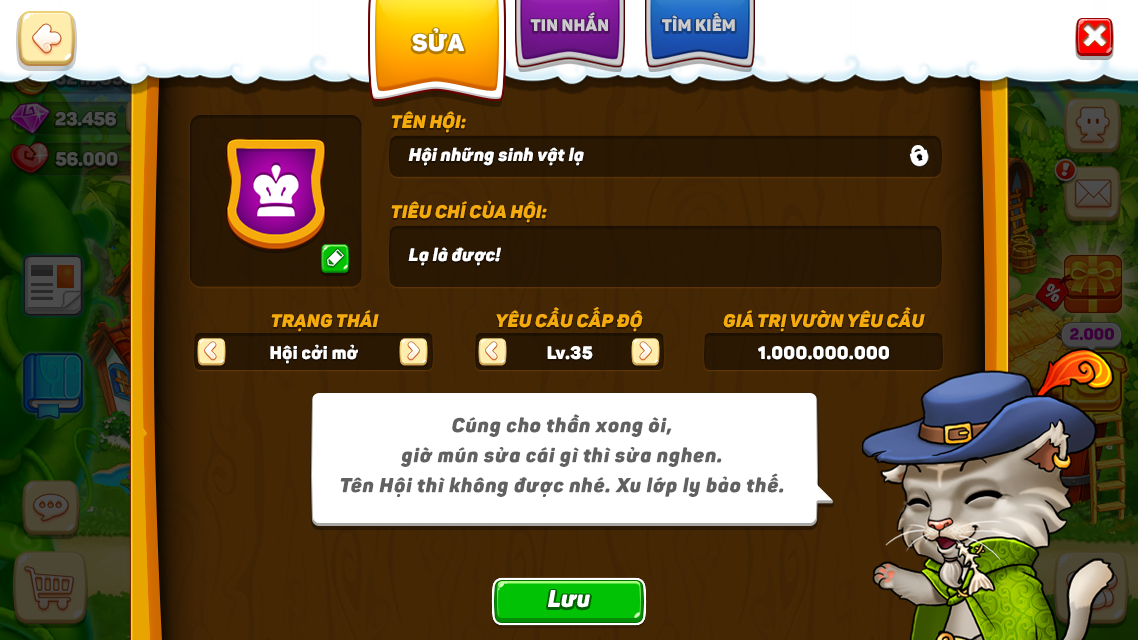 SỬA
TIN NHẮN
TÌM KIẾM
23.456
56.000
TÊN HỘI:
Hội những sinh vật lạ
TIÊU CHÍ CỦA HỘI:
Lạ là được!
TRẠNG THÁI
YÊU CẦU CẤP ĐỘ
GIÁ TRỊ VƯỜN YÊU CẦU
Hội cởi mở
Lv.35
1.000.000.000
%
2.000
Cúng cho thần xong òi,
giờ mún sửa cái gì thì sửa nghen.
Tên Hội thì không được nhé. Xu lớp ly bảo thế.
Lưu